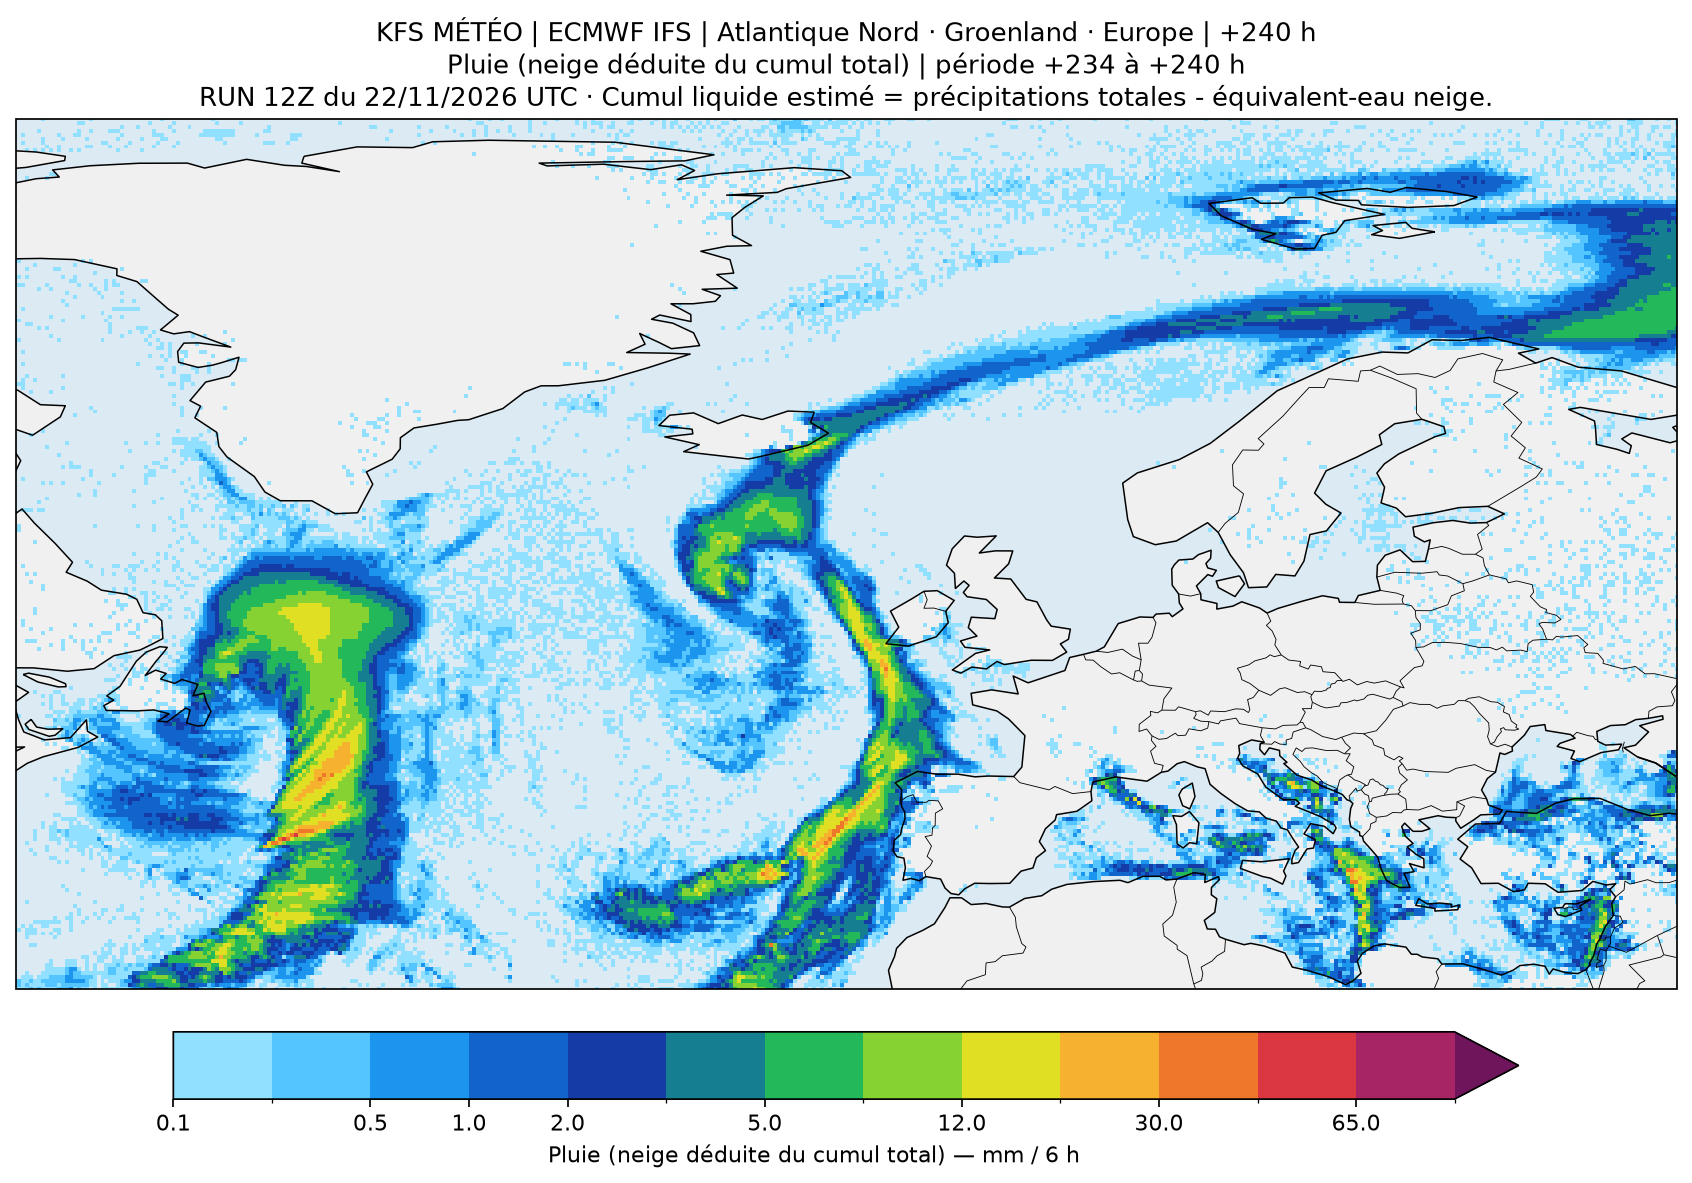 KFS MÉTÉO | ECMWF IFS | Atlantique Nord · Groenland · Europe | +240 h
Pluie (neige déduite du cumul total) | période +234 à +240 h
RUN 12Z du 22/11/2026 UTC · Cumul liquide estimé = précipitations totales - équivalent-eau neige.
0.1 0.5 1.0 2.0 5.0 12.0 30.0 65.0
Pluie (neige déduite du cumul total) — mm / 6 h